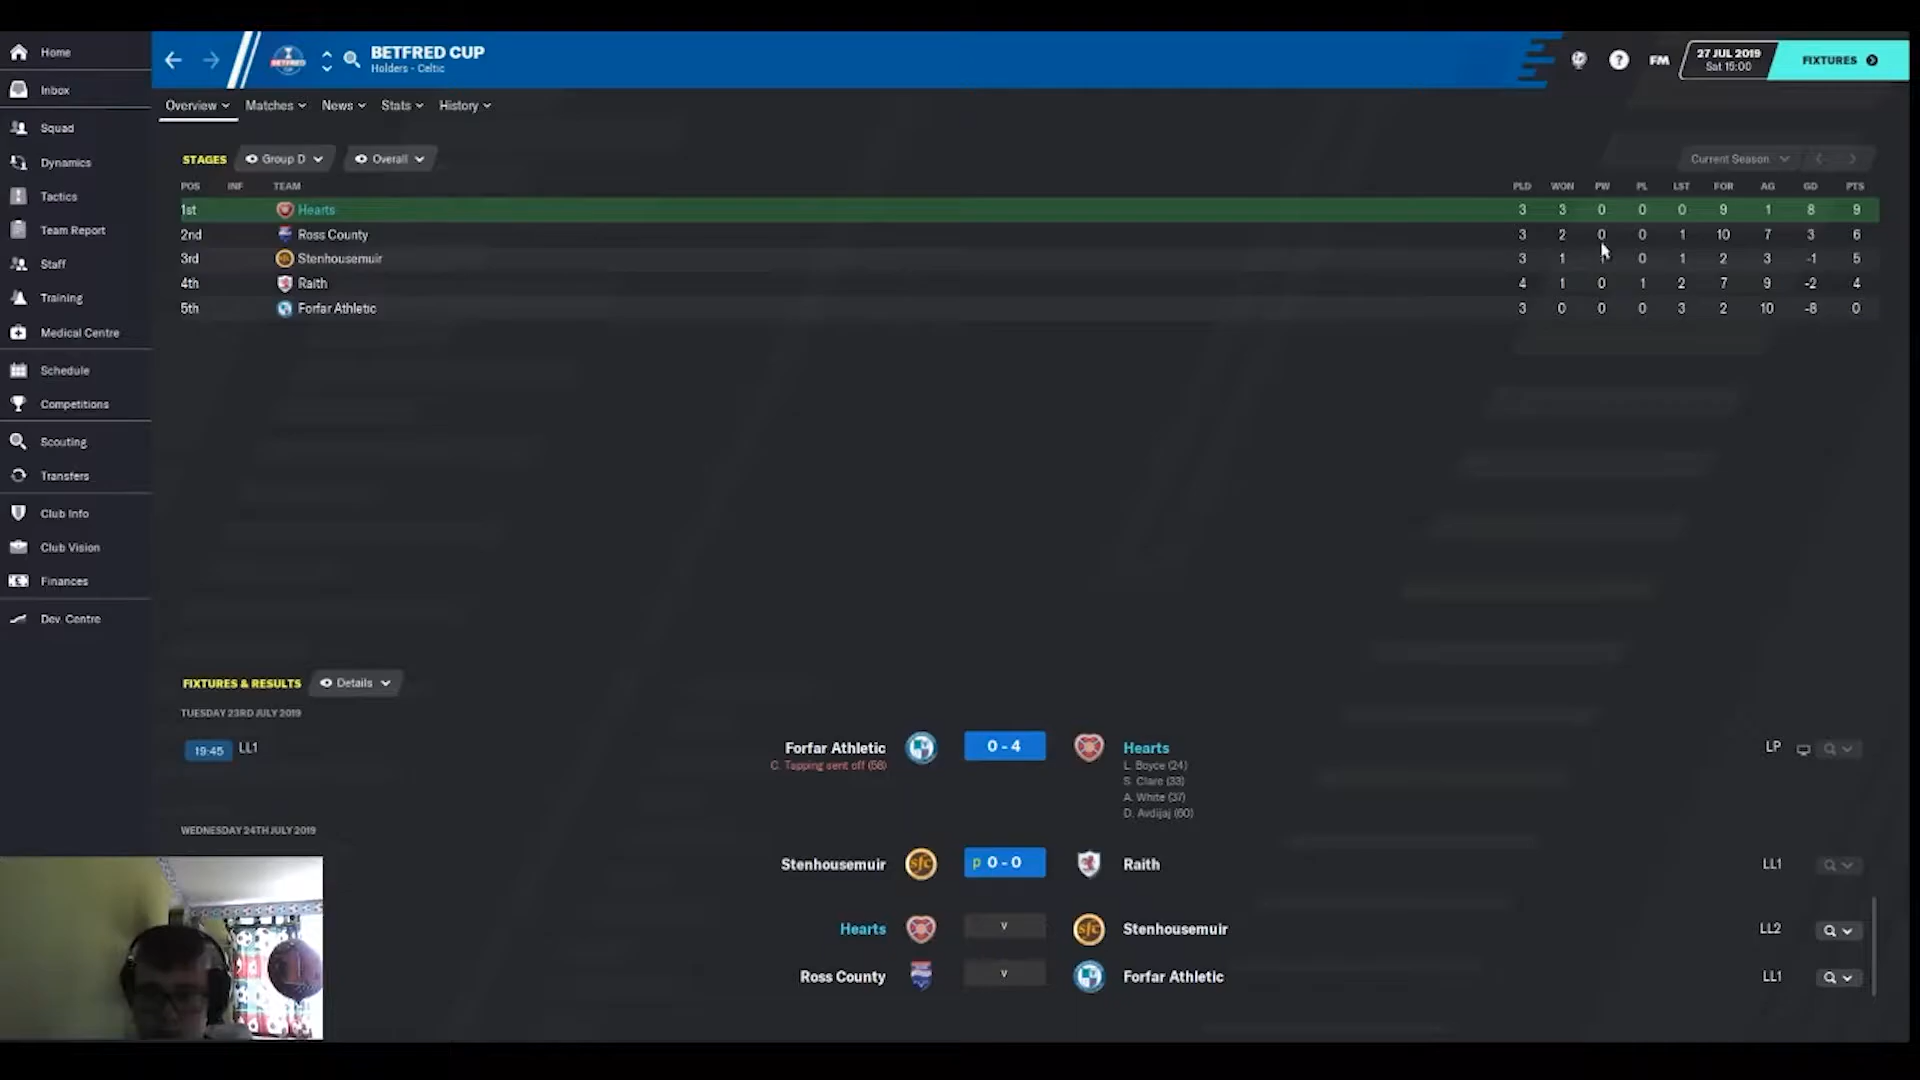 Home
BETFRED CUP
Holders - Celtic
FM
27 JUL 2019
Sat 15:00
FIXTURES
Inbox
Overview Matches News Stats History
Squad
Dynamics
Tactics
Team Report
Staff
Training
Medical Centre
Schedule
Competitions
Scouting
Transfers
Club Info
Club Vision
Finances
Dev. Centre
STAGES Group D Overall Current Season
POS INF TEAM PLD WON PW PL LST FOR AG GD PTS
1st Hearts 3 3 0 0 0 9 1 8 9
2nd Ross County 3 2 0 0 1 10 7 3 6
3rd Stenhousemuir 3 1 1 0 1 2 3 -1 5
4th Raith 4 1 0 1 2 7 9 -2 4
5th Forfar Athletic 3 0 0 0 3 2 10 -8 0
FIXTURES & RESULTS Details
TUESDAY 23RD JULY 2019
19:45 LL1 Forfar Athletic 0 - 4 Hearts LP
C. Tapping sent off (58) L. Boyce (24)
S. Clare (33)
A. White (37)
D. Avdijaj (60)
WEDNESDAY 24TH JULY 2019
Stenhousemuir sfc p 0 - 0 Raith LL1
Hearts v sfc Stenhousemuir LL2
Ross County v Forfar Athletic LL1